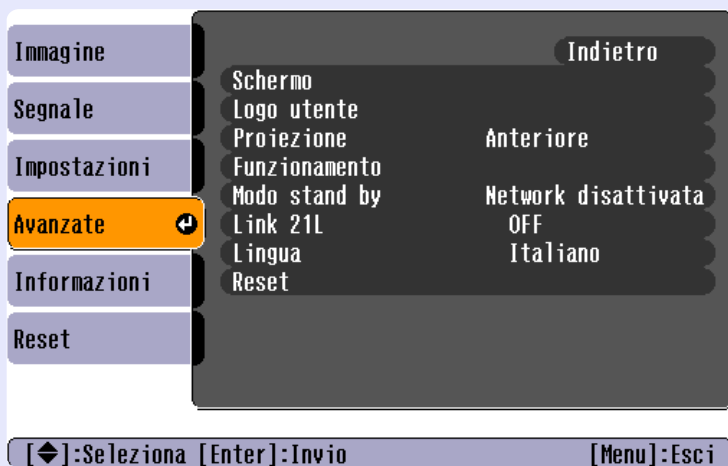 Immagine
Segnale
Impostazioni
Avanzate
Informazioni
Reset
Indietro
Schermo
Logo utente
Proiezione Anteriore
Funzionamento
Modo stand by Network disattivata
Link 21L OFF
Lingua Italiano
Reset
[◆]:Seleziona [Enter]:Invio [Menu]:Esci